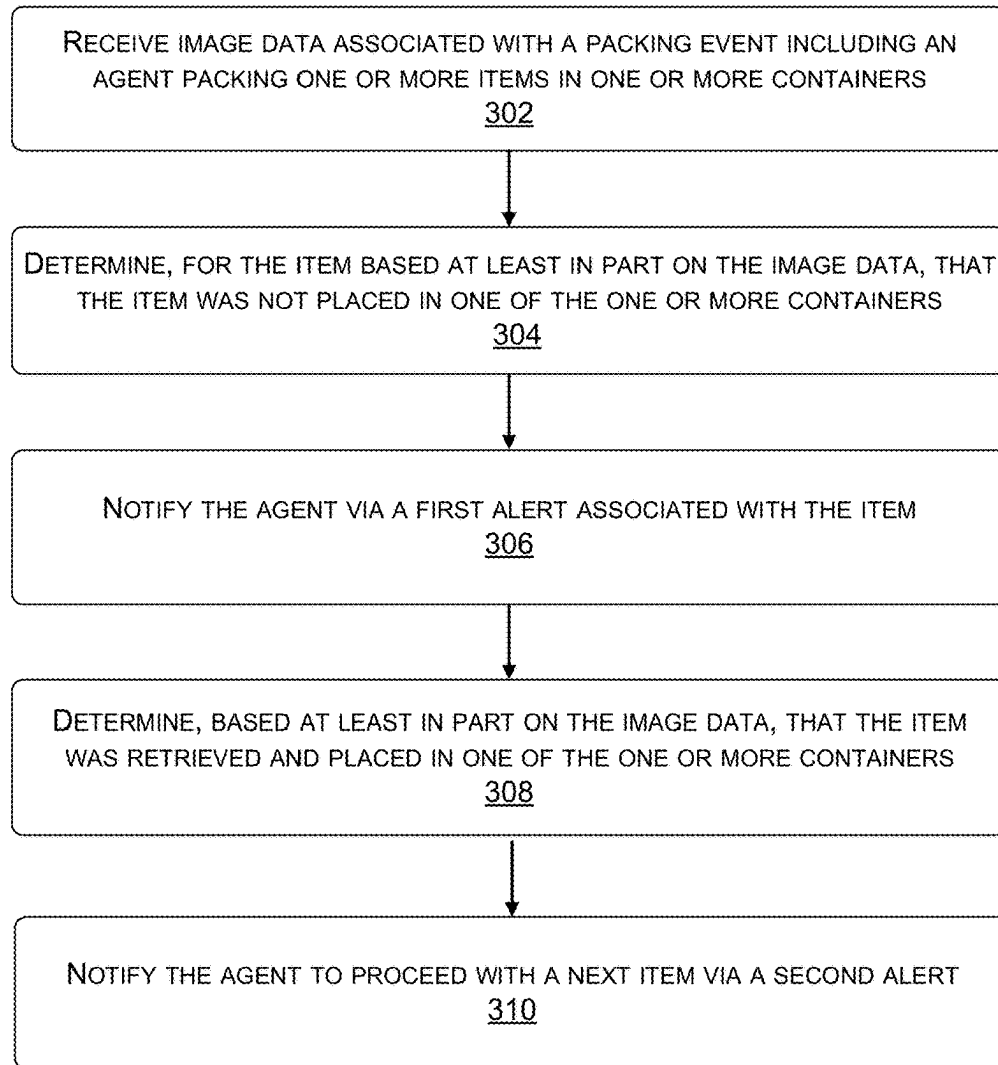 RECEIVE IMAGE DATA ASSOCIATED WITH A PACKING EVENT INCLUDING AN
AGENT PACKING ONE OR MORE ITEMS IN ONE OR MORE CONTAINERS
302
DETERMINE, FOR THE ITEM BASED AT LEAST IN PART ON THE IMAGE DATA, THAT
THE ITEM WAS NOT PLACED IN ONE OF THE ONE OR MORE CONTAINERS
304
NOTIFY THE AGENT VIA A FIRST ALERT ASSOCIATED WITH THE ITEM
306
DETERMINE, BASED AT LEAST IN PART ON THE IMAGE DATA, THAT THE ITEM
WAS RETRIEVED AND PLACED IN ONE OF THE ONE OR MORE CONTAINERS
308
NOTIFY THE AGENT TO PROCEED WITH A NEXT ITEM VIA A SECOND ALERT
310